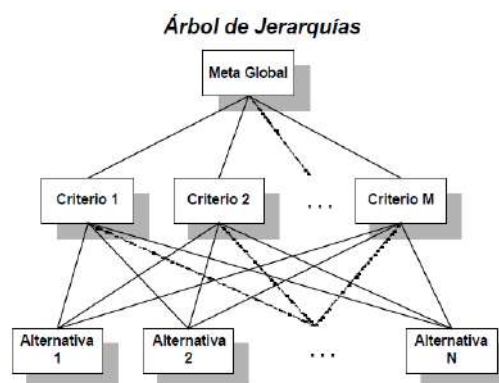 Árbol de Jerarquías
Meta Global
Criterio 1
Criterio 2
...
Criterio M
Alternativa
1
Alternativa
2
...
Alternativa
N